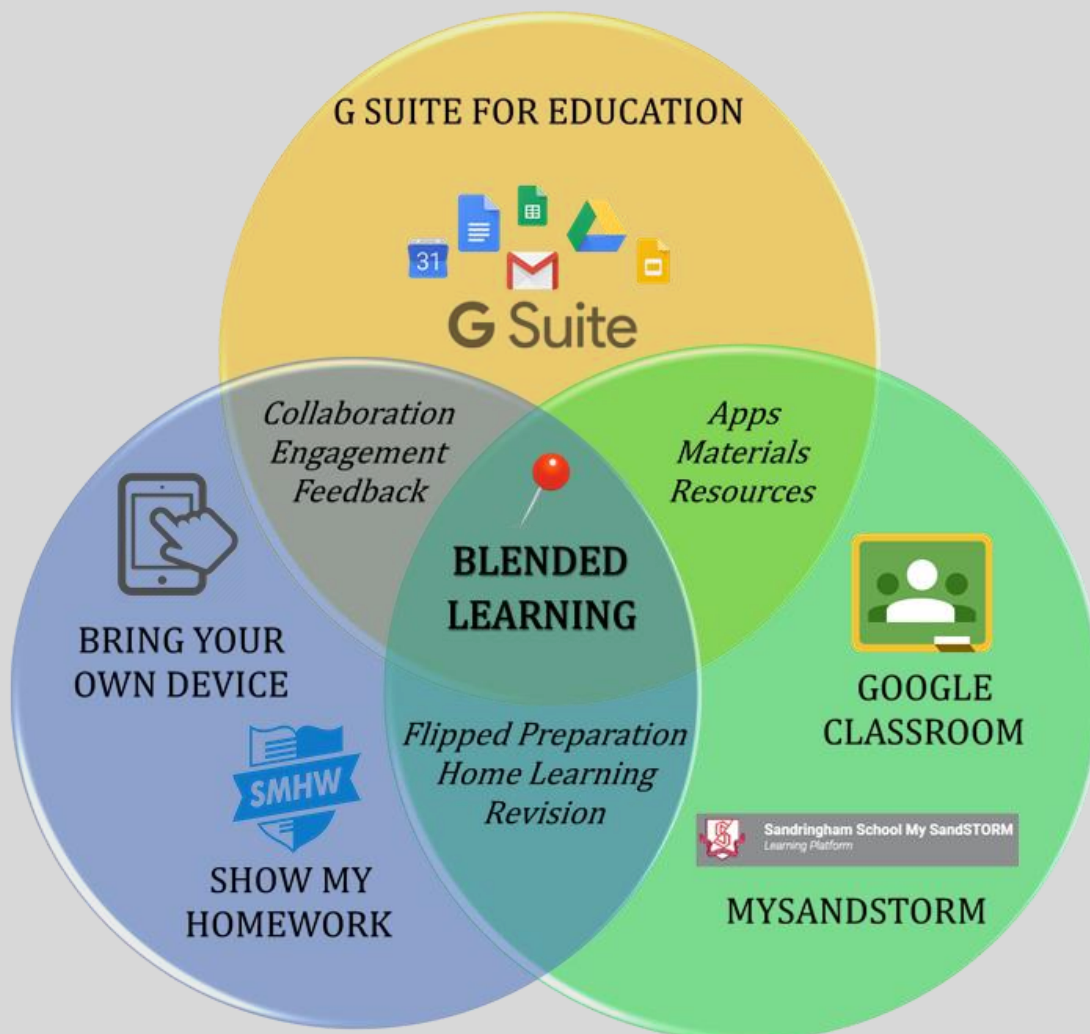 G SUITE FOR EDUCATION
31
G Suite
Collaboration
Engagement
Feedback
Apps
Materials
Resources
BLENDED
LEARNING
BRING YOUR
OWN DEVICE
GOOGLE
CLASSROOM
Flipped Preparation
Home Learning
Revision
SMHW
SHOW MY
HOMEWORK
S
Sandringham School My SandSTORM
Learning Platform
MYSANDSTORM